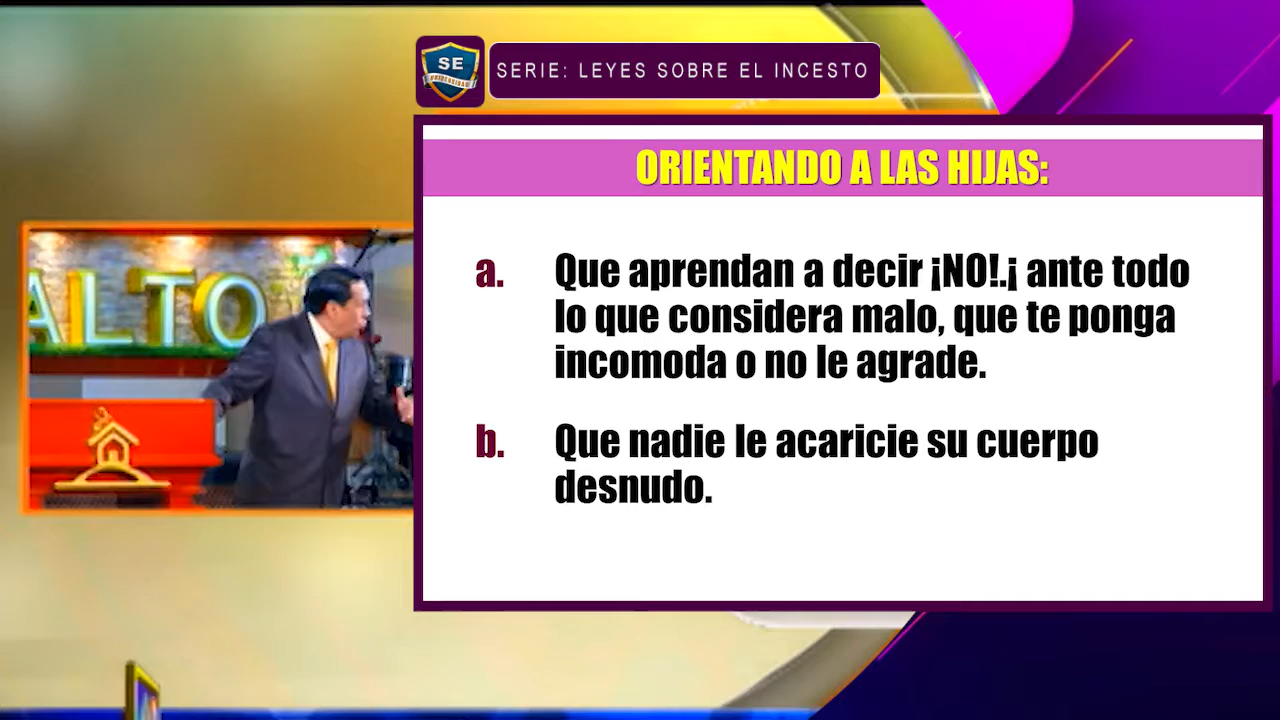 SE
UNIVERSIDAD
SERIE: LEYES SOBRE EL INCESTO
ORIENTANDO A LAS HIJAS:
ALTO
a. Que aprendan a decir ¡NO!.¡ ante todo
lo que considera malo, que te ponga
incomoda o no le agrade.
b. Que nadie le acaricie su cuerpo
desnudo.